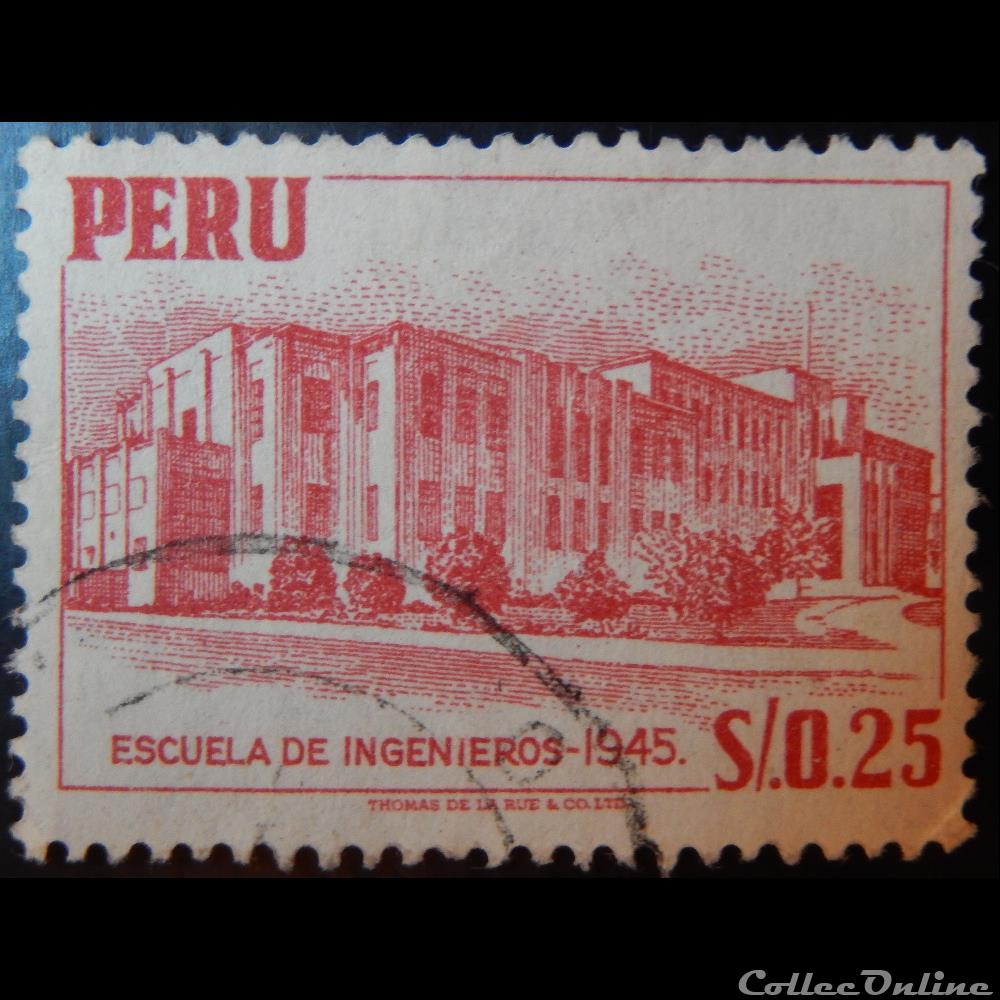 PERU
ESCUELA DE INGENIEROS-1945.
S/.0.25
THOMAS DE LA RUE & CO. LTD.
CollecOnline